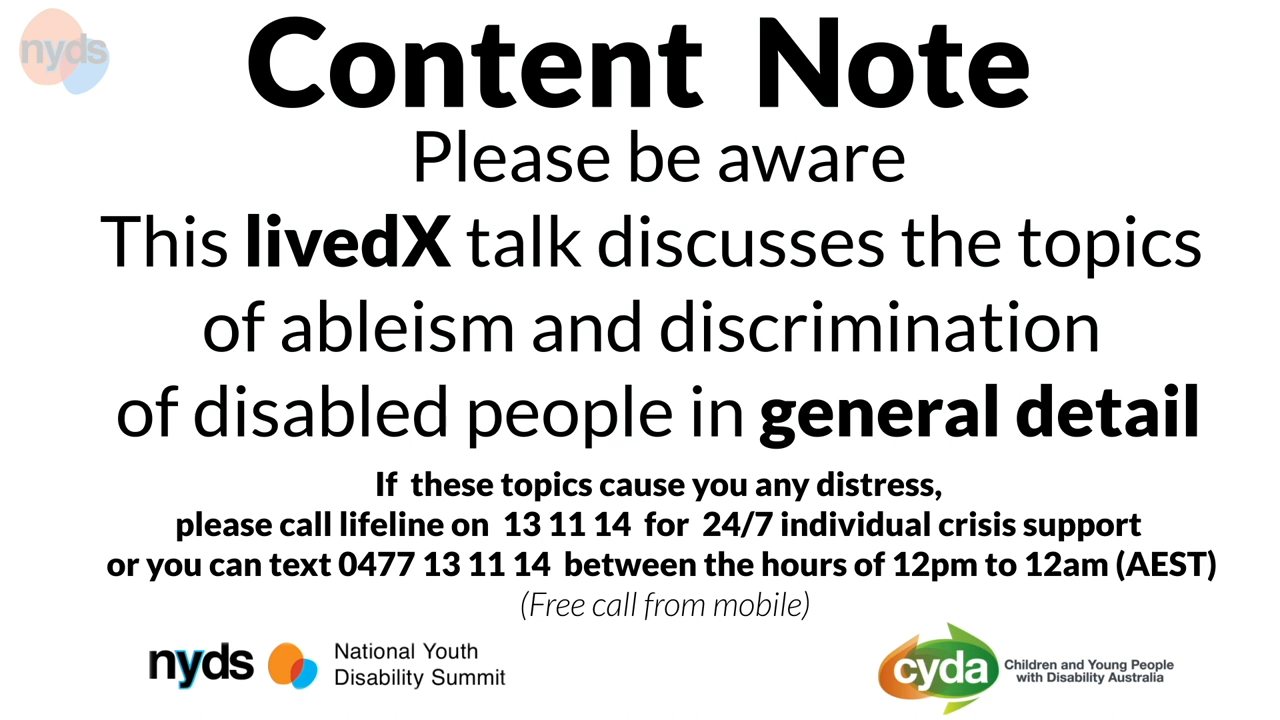 nyds
Content Note
Please be aware
This livedX talk discusses the topics
of ableism and discrimination
of disabled people in general detail
If these topics cause you any distress,
please call lifeline on 13 11 14 for 24/7 individual crisis support
or you can text 0477 13 11 14 between the hours of 12pm to 12am (AEST)
(Free call from mobile)
nyds
National Youth
Disability Summit
cyda
Children and Young People
with Disability Australia